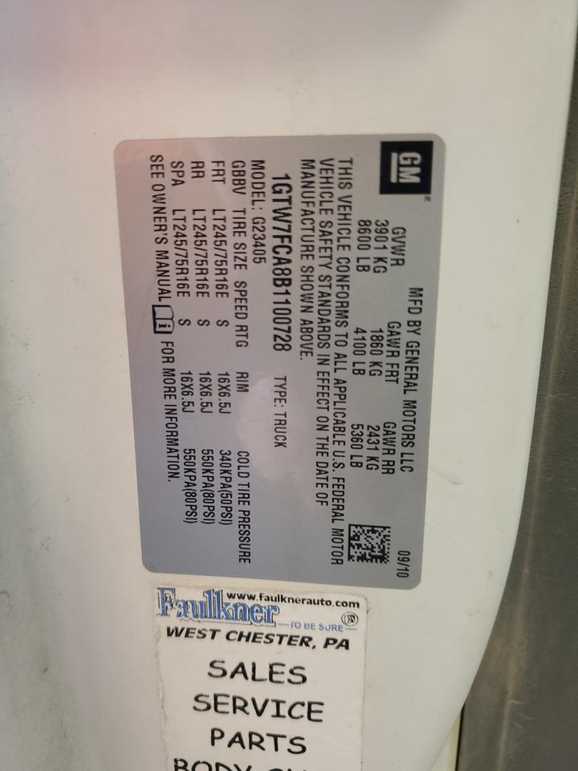 GM
MFD BY GENERAL MOTORS LLC 09/10
GVWR GAWR FRT GAWR RR
3901 KG 1860 KG 2431 KG
8600 LB 4100 LB 5360 LB
THIS VEHICLE CONFORMS TO ALL APPLICABLE U.S. FEDERAL MOTOR
VEHICLE SAFETY STANDARDS IN EFFECT ON THE DATE OF
MANUFACTURE SHOWN ABOVE.
1GTW7FCA8B1100728 TYPE: TRUCK
MODEL: G23405
GBBV TIRE SIZE SPEED RTG RIM COLD TIRE PRESSURE
FRT LT245/75R16E S 16X6.5J 340KPA(50PSI)
RR LT245/75R16E S 16X6.5J 550KPA(80PSI)
SPA LT245/75R16E S 16X6.5J 550KPA(80PSI)
SEE OWNER'S MANUAL i FOR MORE INFORMATION.
www.faulknerauto.com
Faulkner TO BE SURE ®
WEST CHESTER, PA
SALES
SERVICE
PARTS